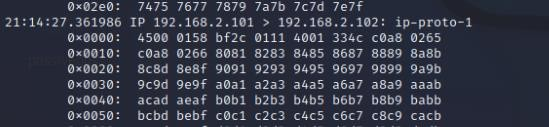 0x02e0: 7475 7677 7879 7a7b 7c7d 7e7f
21:14:27.361986 IP 192.168.2.101 > 192.168.2.102: ip-proto-1
0x0000: 4500 0158 bf2c 0111 4001 334c c0a8 0265
0x0010: c0a8 0266 8081 8283 8485 8687 8889 8a8b
0x0020: 8c8d 8e8f 9091 9293 9495 9697 9899 9a9b
0x0030: 9c9d 9e9f a0a1 a2a3 a4a5 a6a7 a8a9 aaab
0x0040: acad aeaf b0b1 b2b3 b4b5 b6b7 b8b9 babb
0x0050: bcbd bebf c0c1 c2c3 c4c5 c6c7 c8c9 cacb